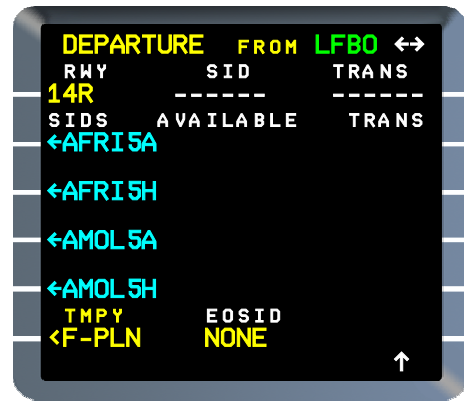 DEPARTURE FROM LFBO ↔
RWY SID TRANS
14R ------ ------
SIDS AVAILABLE TRANS
←AFRI5A
←AFRI5H
←AMOL5A
←AMOL5H
TMPY EOSID
<F-PLN NONE
↑